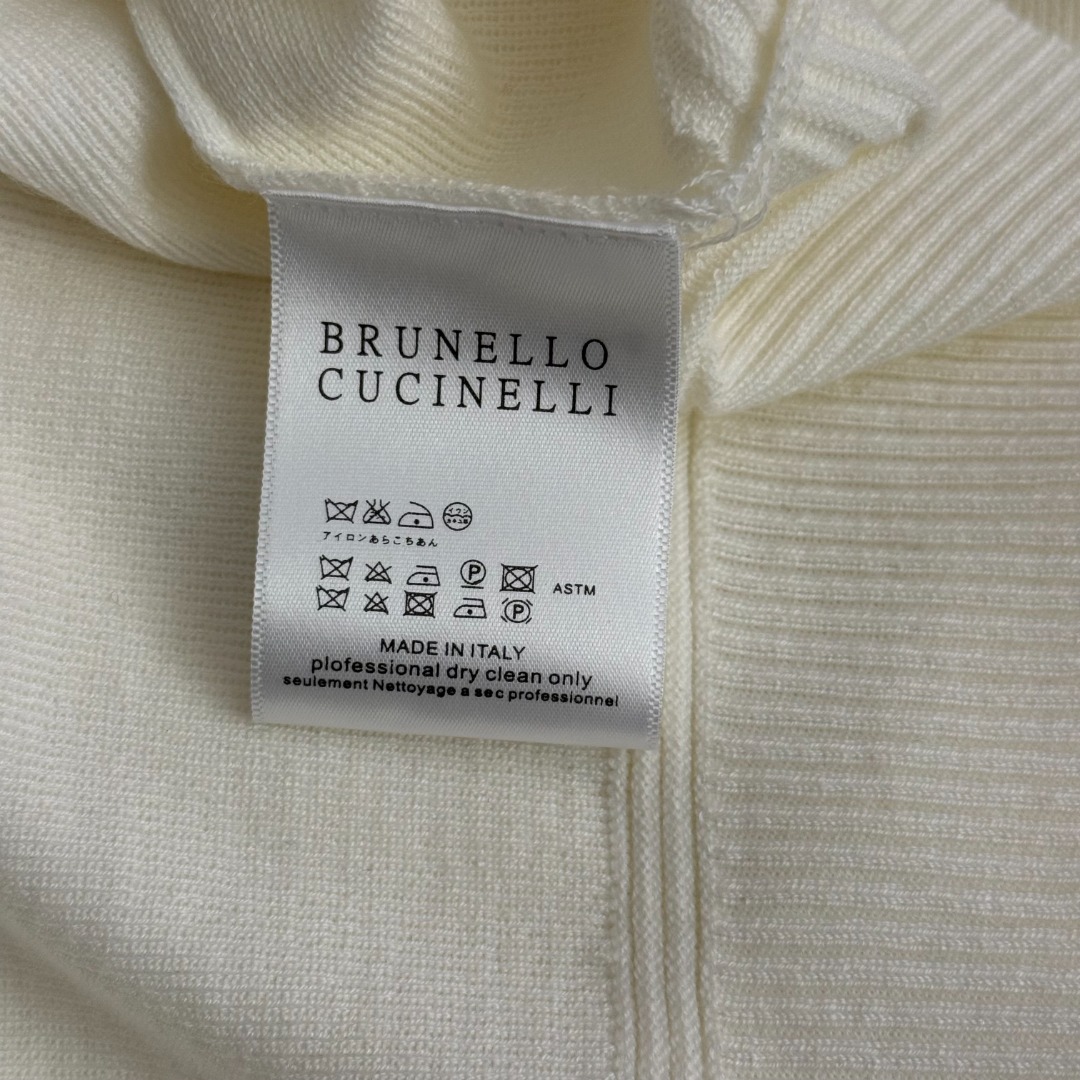 BRUNELLO
CUCINELLI
アイロンあらこちあん
P
ASTM
P
MADE IN ITALY
plofessional dry clean only
seulement Nettoyage a sec professionnel